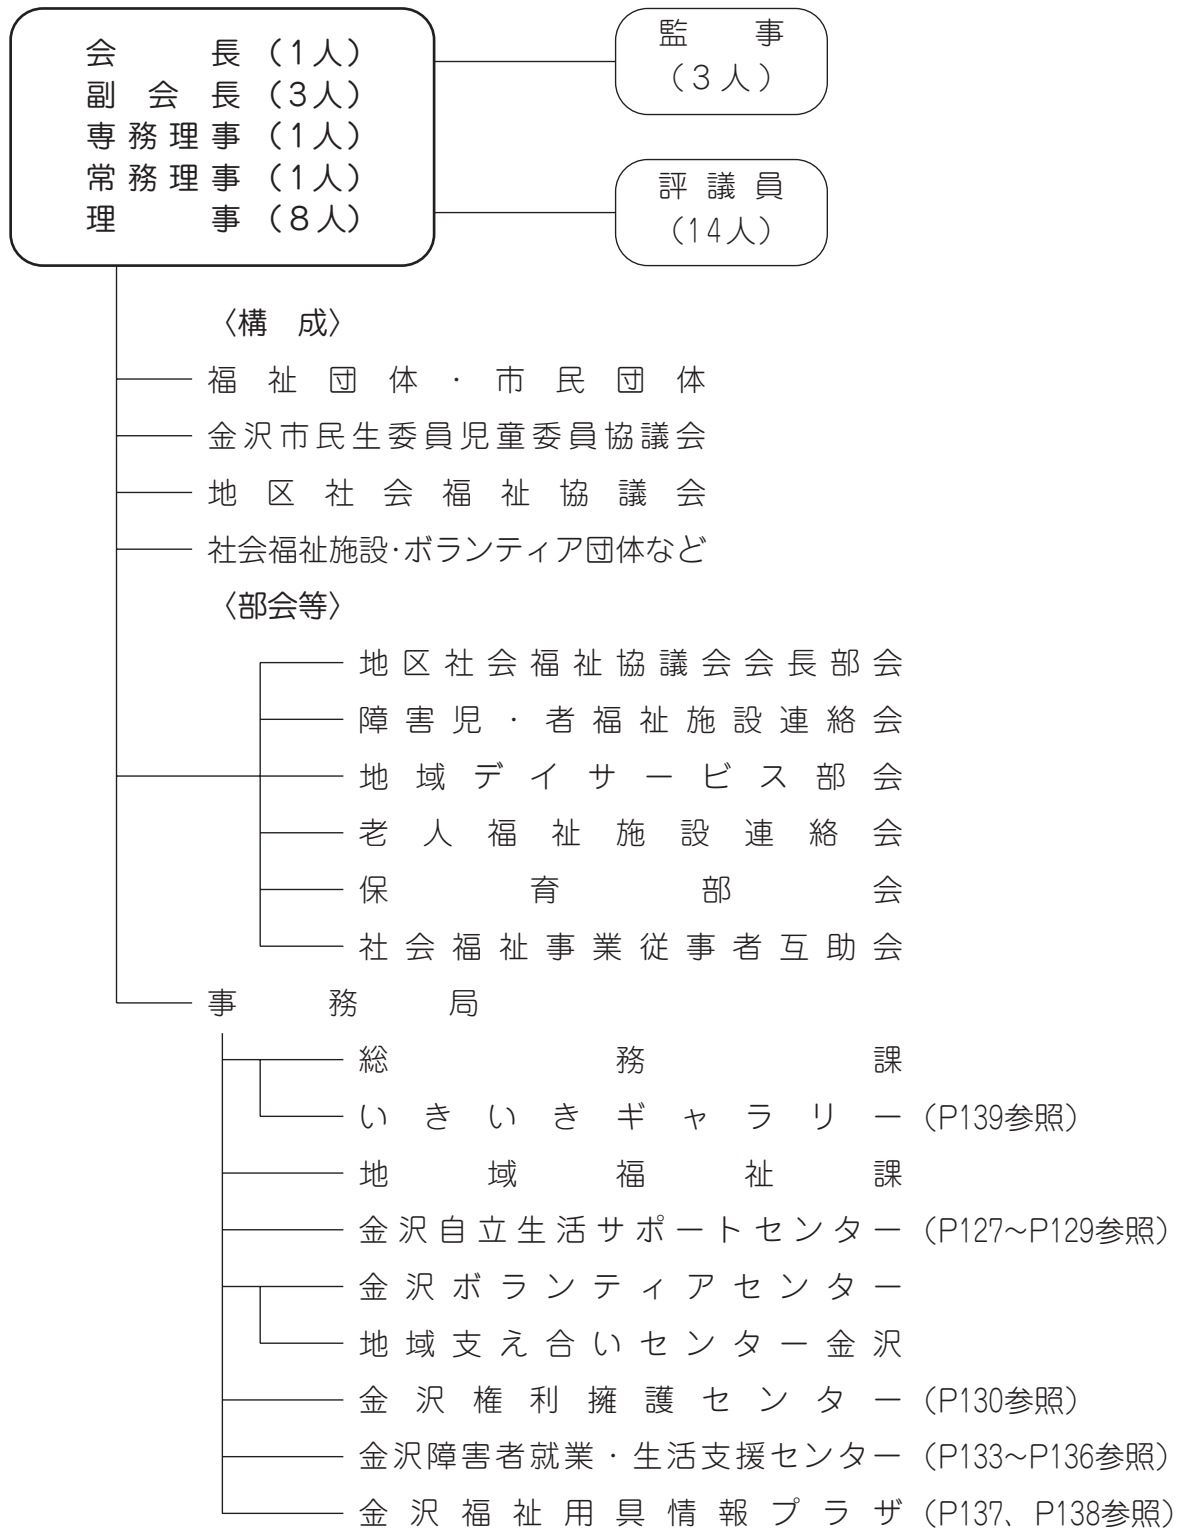 会長（1人）
副会長（3人）
専務理事（1人）
常務理事（1人）
理事（8人）
監事
（3人）
評議員
（14人）
〈構成〉
福祉団体・市民団体
金沢市民生委員児童委員協議会
地区社会福祉協議会
社会福祉施設・ボランティア団体など
〈部会等〉
地区社会福祉協議会会長部会
障害児・者福祉施設連絡会
地域デイサービス部会
老人福祉施設連絡会
保育部会
社会福祉事業従事者互助会
事務局
総務課
いきいきギャラリー（P139参照）
地域福祉課
金沢自立生活サポートセンター（P127～P129参照）
金沢ボランティアセンター
地域支え合いセンター金沢
金沢権利擁護センター（P130参照）
金沢障害者就業・生活支援センター（P133～P136参照）
金沢福祉用具情報プラザ（P137、P138参照）